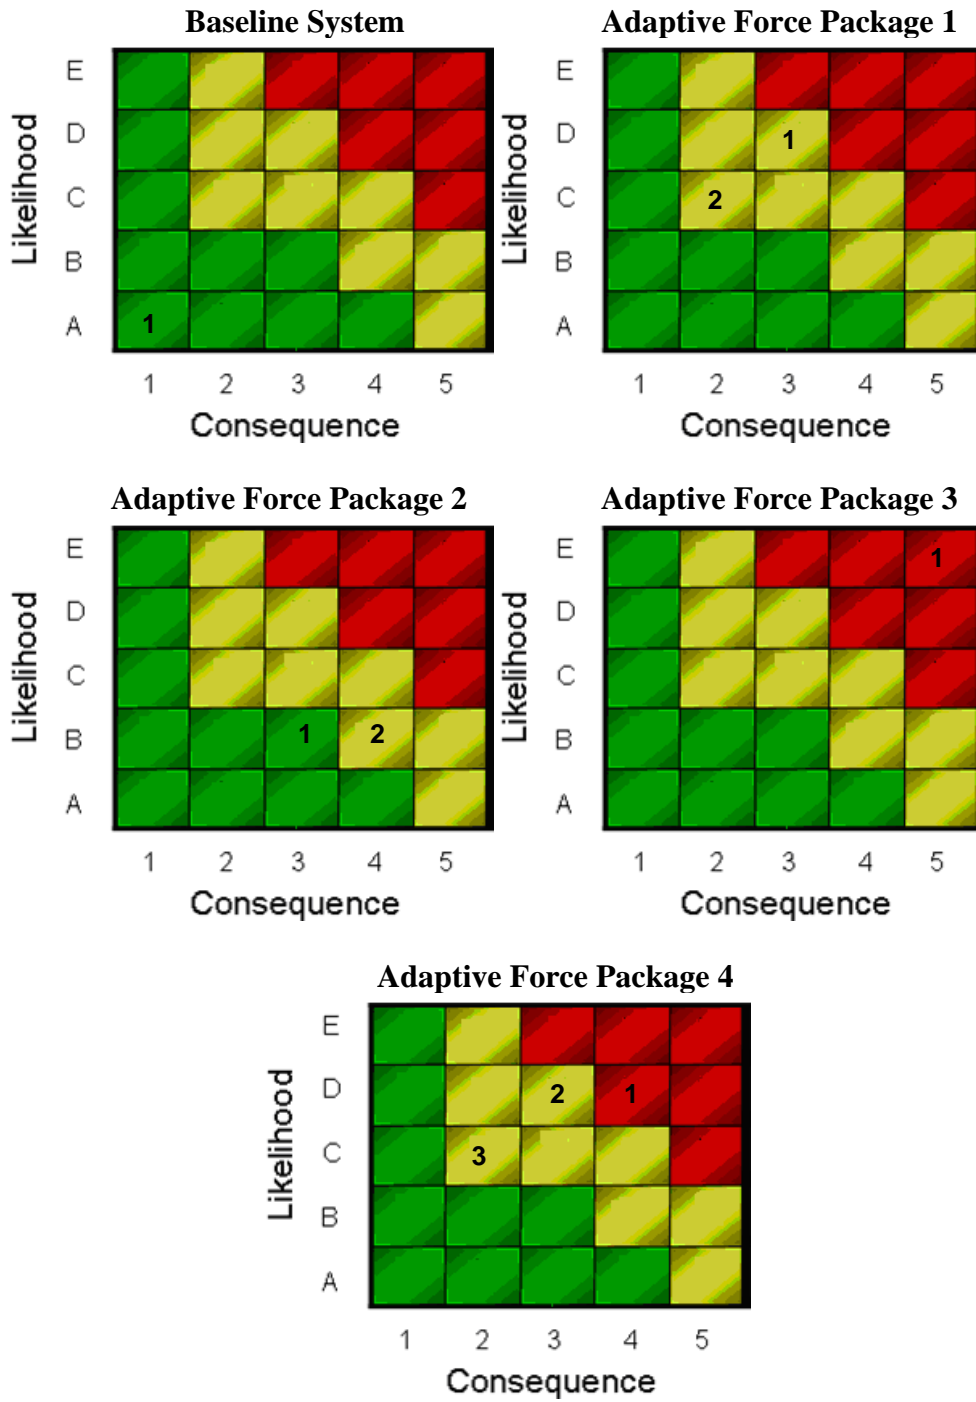 Baseline System
Likelihood
E
D
C
B
A
1
1 2 3 4 5
Consequence
Adaptive Force Package 1
Likelihood
E
D
1
C
2
B
A
1 2 3 4 5
Consequence
Adaptive Force Package 2
Likelihood
E
D
C
B
1 2
A
1 2 3 4 5
Consequence
Adaptive Force Package 3
Likelihood
E
1
D
C
B
A
1 2 3 4 5
Consequence
Adaptive Force Package 4
Likelihood
E
D
2 1
C
3
B
A
1 2 3 4 5
Consequence